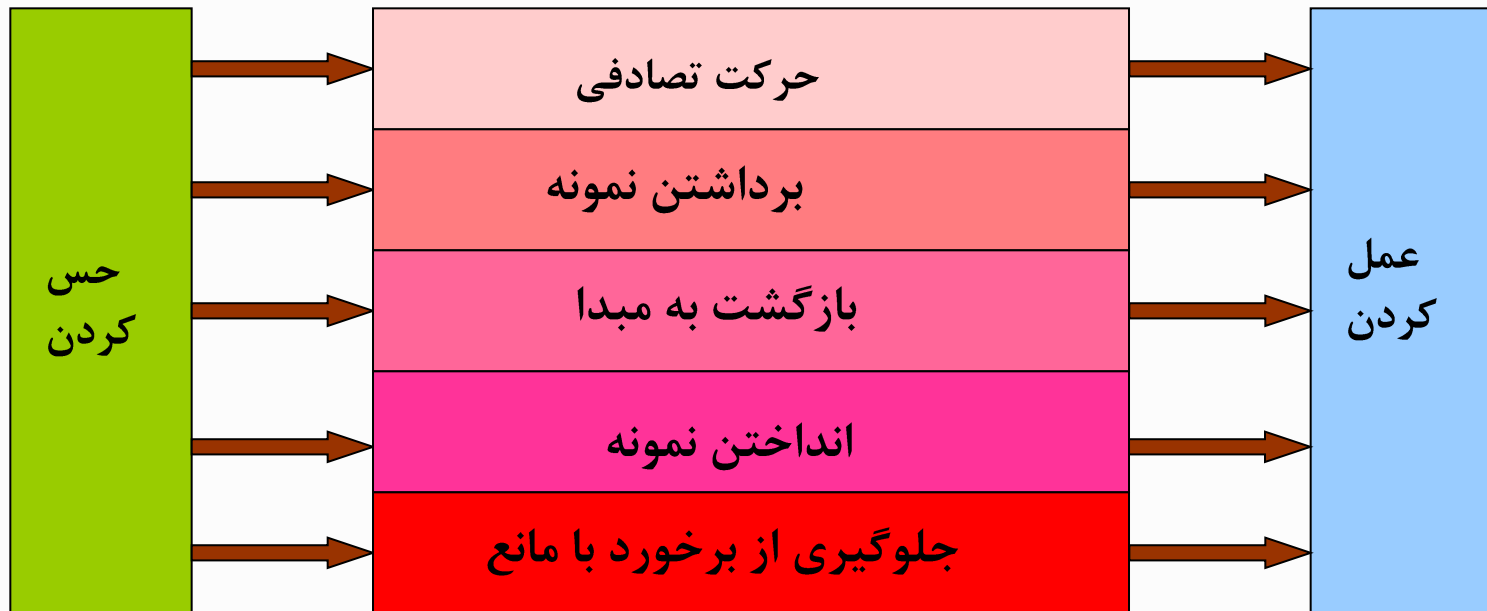 حرکت تصادفی
برداشتن نمونه
بازگشت به مبدا
انداختن نمونه
جلوگیری از برخورد با مانع
حس
کردن
عمل
کردن